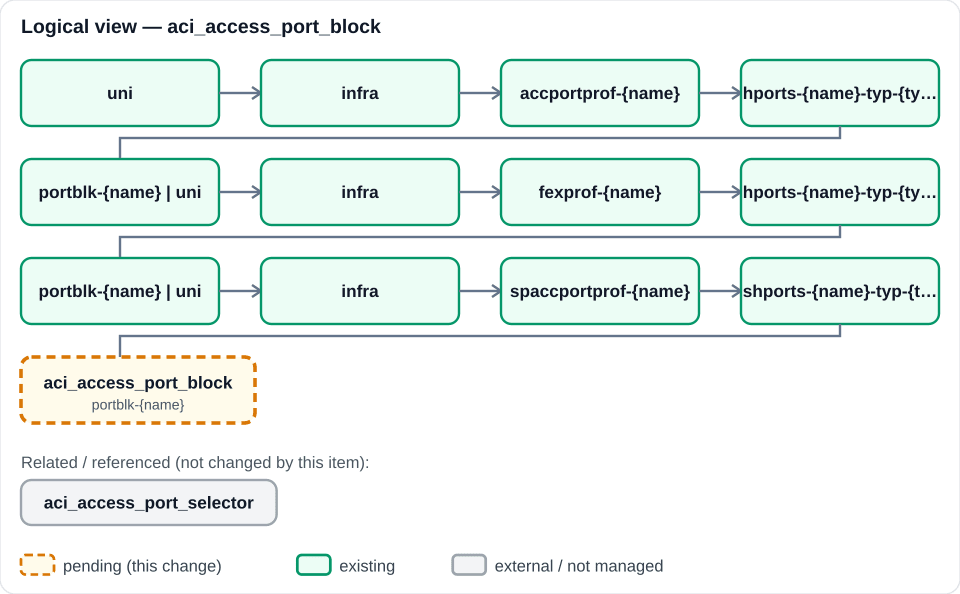 Logical view — aci_access_port_block
uni
infra
accportprof-{name}
hports-{name}-typ-{ty…
portblk-{name} | uni
infra
fexprof-{name}
hports-{name}-typ-{ty…
portblk-{name} | uni
infra
spaccportprof-{name}
shports-{name}-typ-{t…
aci_access_port_block
portblk-{name}
Related / referenced (not changed by this item):
aci_access_port_selector
pending (this change)
existing
external / not managed